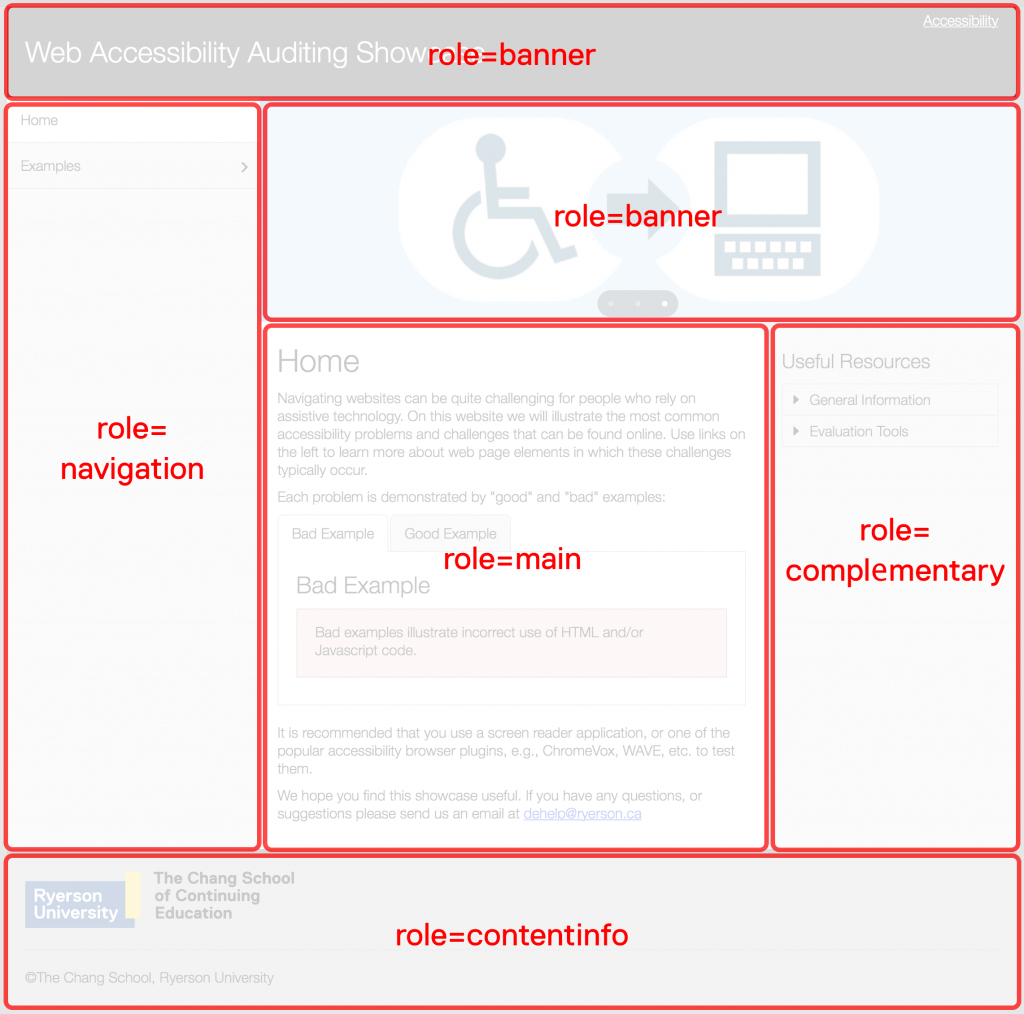 Accessibility
Web Accessibility Auditing Showcase
role=banner
Home
Examples
role=
navigation
role=banner
Home
Navigating websites can be quite challenging for people who rely on
assistive technology. On this website we will illustrate the most common
accessibility problems and challenges that can be found online. Use links on
the left to learn more about web page elements in which these challenges
typically occur.
Each problem is demonstrated by "good" and "bad" examples:
Bad Example
Good Example
role=main
Bad Example
Bad examples illustrate incorrect use of HTML and/or
Javascript code.
It is recommended that you use a screen reader application, or one of the
popular accessibility browser plugins, e.g., ChromeVox, WAVE, etc. to test
them.
We hope you find this showcase useful. If you have any questions, or
suggestions please send us an email at dehelp@ryerson.ca
Useful Resources
General Information
Evaluation Tools
role=
complementary
Ryerson
University
The Chang School
of Continuing
Education
role=contentinfo
©The Chang School, Ryerson University